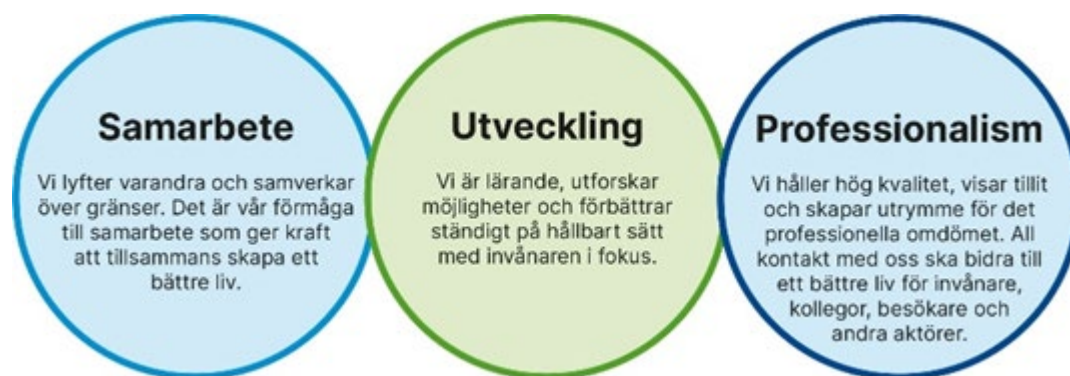 Samarbete
Vi lyfter varandra och samverkar
över gränser. Det är vår förmåga
till samarbete som ger kraft
att tillsammans skapa ett
bättre liv.
Utveckling
Vi är lärande, utforskar
möjligheter och förbättrar
ständigt på hållbart sätt
med invånaren i fokus.
Professionalism
Vi håller hög kvalitet, visar tillit
och skapar utrymme för det
professionella omdömet. All
kontakt med oss ska bidra till
ett bättre liv för invånare,
kollegor, besökare och
andra aktörer.